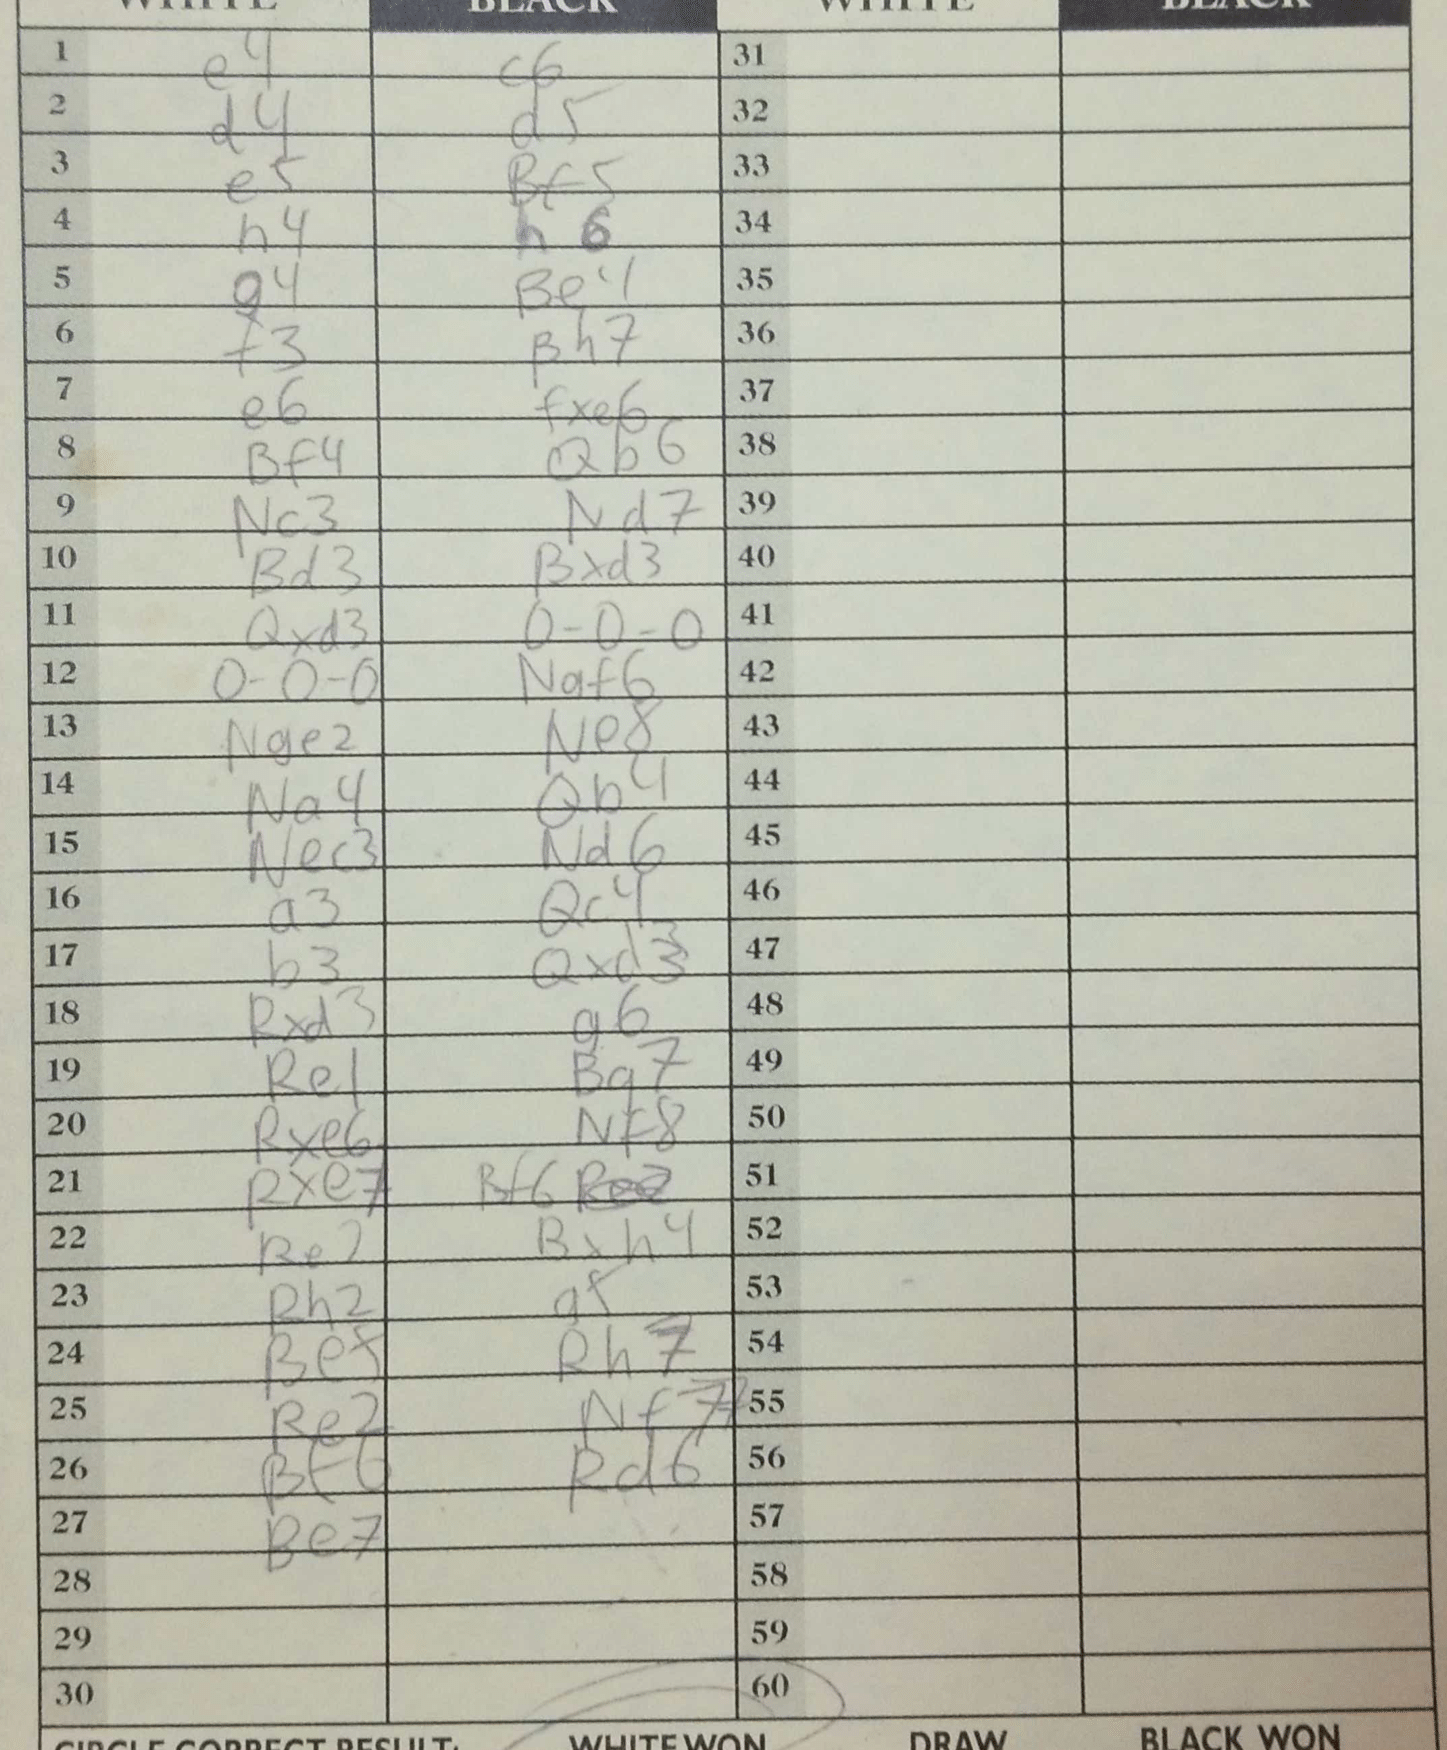 WHITE BLACK WHITE BLACK
1 e4 c6 31
2 d4 d5 32
3 e5 Bf5 33
4 h4 h6 34
5 g4 Be4 35
6 f3 Bh7 36
7 e6 fxe6 37
8 Bf4 Qb6 38
9 Nc3 Nd7 39
10 Bd3 Bxd3 40
11 Qxd3 0-0-0 41
12 0-0-0 Ngf6 42
13 Nge2 Ne8 43
14 Na4 Qb4 44
15 Nec3 Nd6 45
16 a3 Qc4 46
17 b3 Qxd3 47
18 Rxd3 g6 48
19 Re1 Bg7 49
20 Rxe6 Nf8 50
21 Rxe7 Bf6 51
22 Re2 Bxh4 52
23 Rh2 g5 53
24 Be5 Rh7 54
25 Re2 Nf7 55
26 Bf6 Rd6 56
27 Be7 57
28 58
29 59
30 60
CIRCLE CORRECT RESULT: WHITE WON DRAW BLACK WON